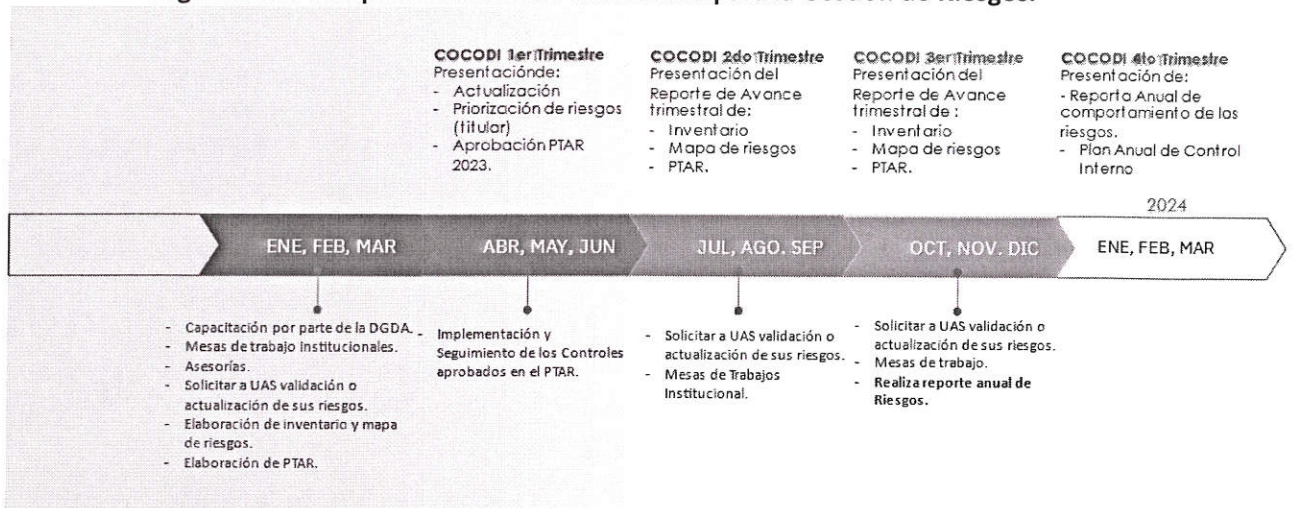 COCODI 1er Trimestre
Presentaciónde:
- Actualización
- Priorización de riesgos
(titular)
- Aprobación PTAR
2023.
COCODI 2do Trimestre
Presentación del
Reporte de Avance
trimestral de:
- Inventario
- Mapa de riesgos
- PTAR.
COCODI 3er Trimestre
Presentación del
Reporte de Avance
trimestral de :
- Inventario
- Mapa de riesgos
- PTAR.
COCODI 4to Trimestre
Presentación de:
- Reporta Anual de
comportamiento de los
riesgos.
- Plan Anual de Control
Interno
2024
ENE, FEB, MAR
ABR, MAY, JUN
JUL, AGO. SEP
OCT, NOV. DIC
ENE, FEB, MAR
- Capacitación por parte de la DGDA.
- Mesas de trabajo Institucionales.
- Asesorías.
- Solicitar a UAS validación o
actualización de sus riesgos.
- Elaboración de inventario y mapa
de riesgos.
- Elaboración de PTAR.
- Implementación y
Seguimiento de los Controles
aprobados en el PTAR.
- Solicitar a UAS validación o
actualización de sus riesgos.
- Mesas de Trabajos
Institucional.
- Solicitar a UAS validación o
actualización de sus riesgos.
- Mesas de trabajo.
- Realiza reporte anual de
Riesgos.